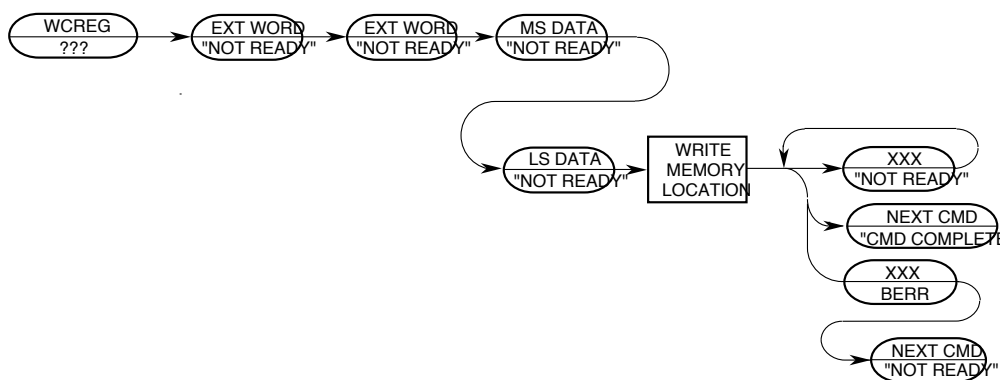 WCREG
???
EXT WORD
"NOT READY"
EXT WORD
"NOT READY"
MS DATA
"NOT READY"
LS DATA
"NOT READY"
WRITE
MEMORY
LOCATION
XXX
"NOT READY"
NEXT CMD
"CMD COMPLETE
XXX
BERR
NEXT CMD
"NOT READY"